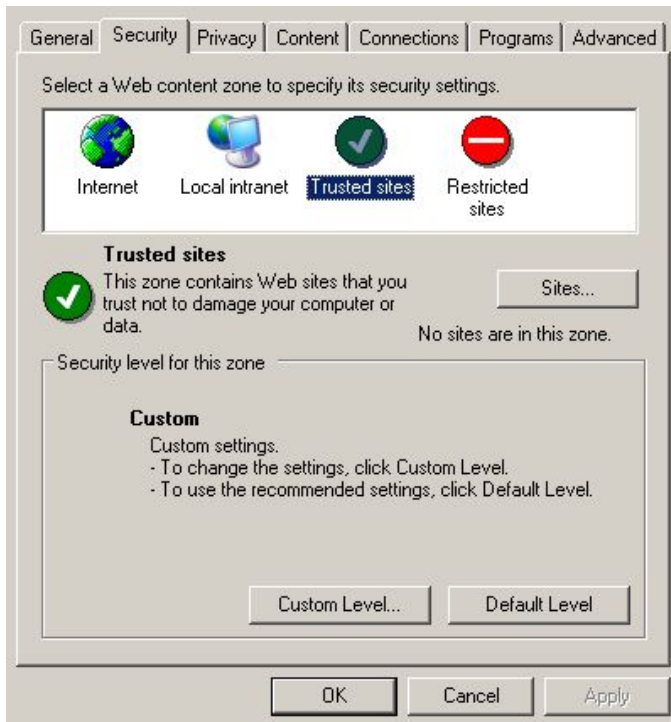 General Security Privacy Content Connections Programs Advanced
Select a Web content zone to specify its security settings.
Internet Local intranet Trusted sites Restricted
sites
Trusted sites
This zone contains Web sites that you
trust not to damage your computer or
data.
Sites...
No sites are in this zone.
Security level for this zone
Custom
Custom settings.
- To change the settings, click Custom Level.
- To use the recommended settings, click Default Level.
Custom Level... Default Level
OK Cancel Apply